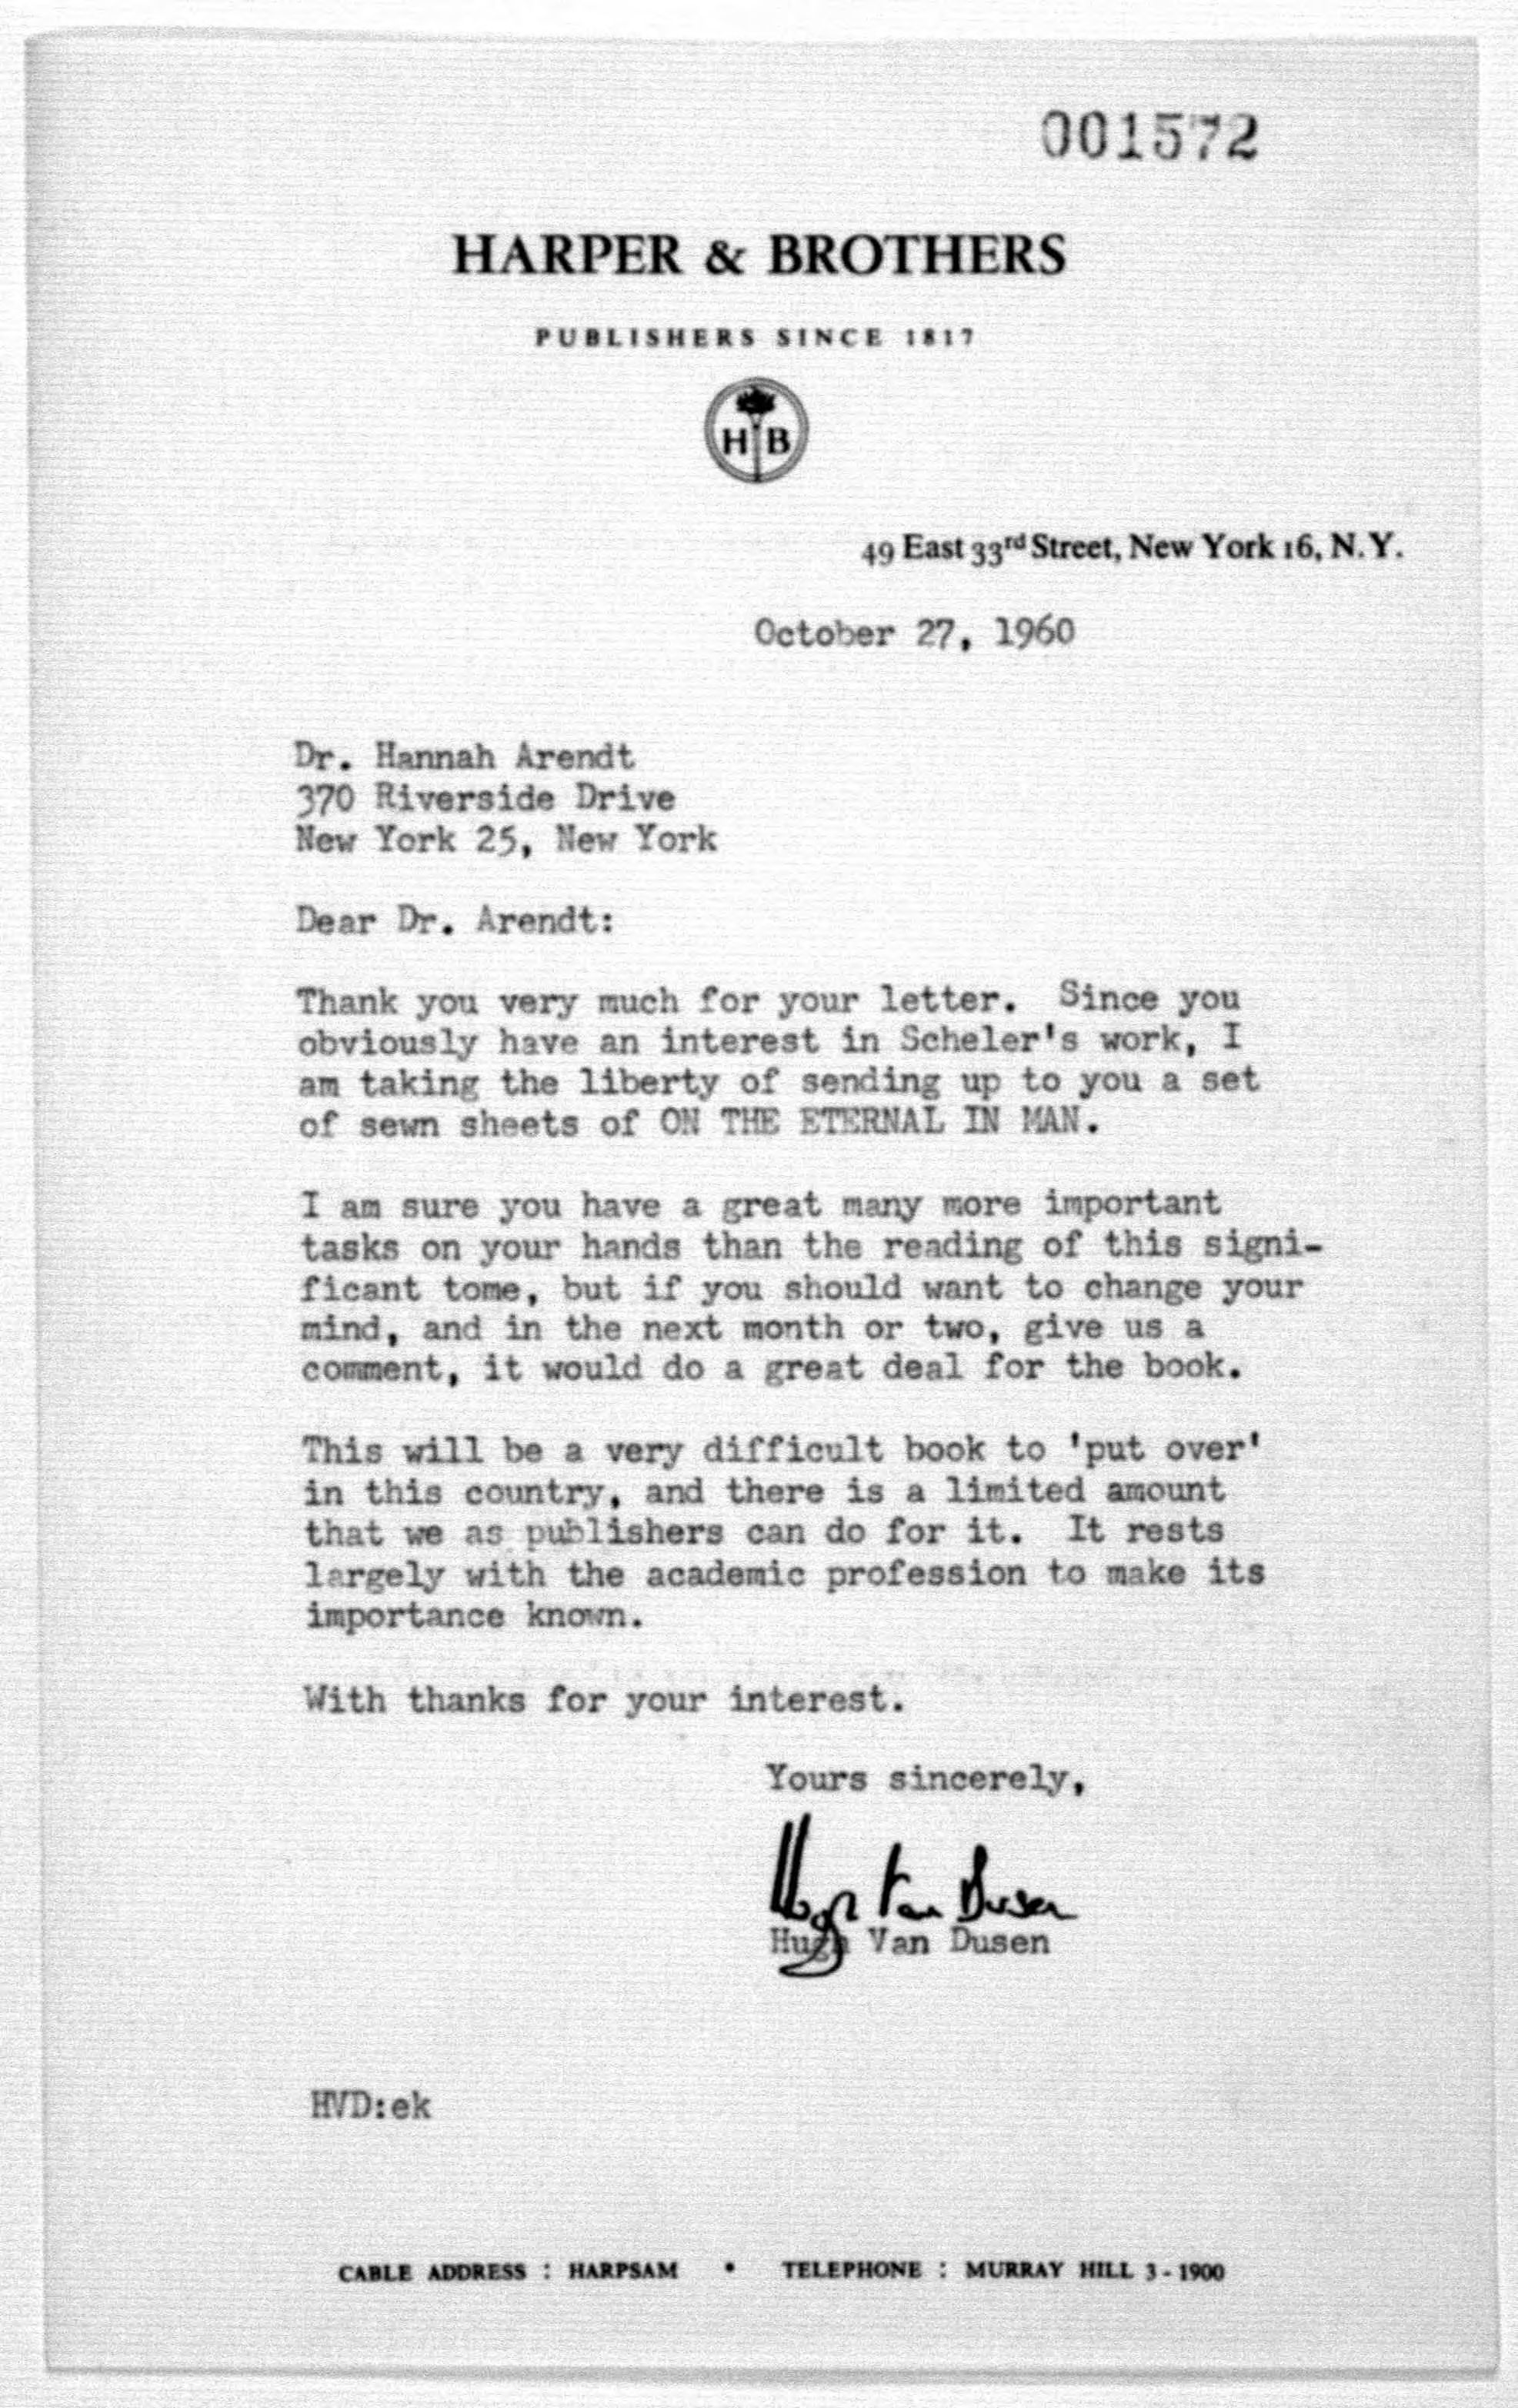 001572
HARPER & BROTHERS
PUBLISHERS SINCE 1817
H B
49 East 33rd Street, New York 16, N.Y.
October 27, 1960
Dr. Hannah Arendt
370 Riverside Drive
New York 25, New York
Dear Dr. Arendt:
Thank you very much for your letter. Since you
obviously have an interest in Scheler's work, I
am taking the liberty of sending up to you a set
of sewn sheets of ON THE ETERNAL IN MAN.
I am sure you have a great many more important
tasks on your hands than the reading of this signi-
ficant tome, but if you should want to change your
mind, and in the next month or two, give us a
comment, it would do a great deal for the book.
This will be a very difficult book to 'put over'
in this country, and there is a limited amount
that we as publishers can do for it. It rests
largely with the academic profession to make its
importance known.
With thanks for your interest.
Yours sincerely,
Hugh Van Dusen
Hugh Van Dusen
HVD:ek
CABLE ADDRESS : HARPSAM • TELEPHONE : MURRAY HILL 3-1900